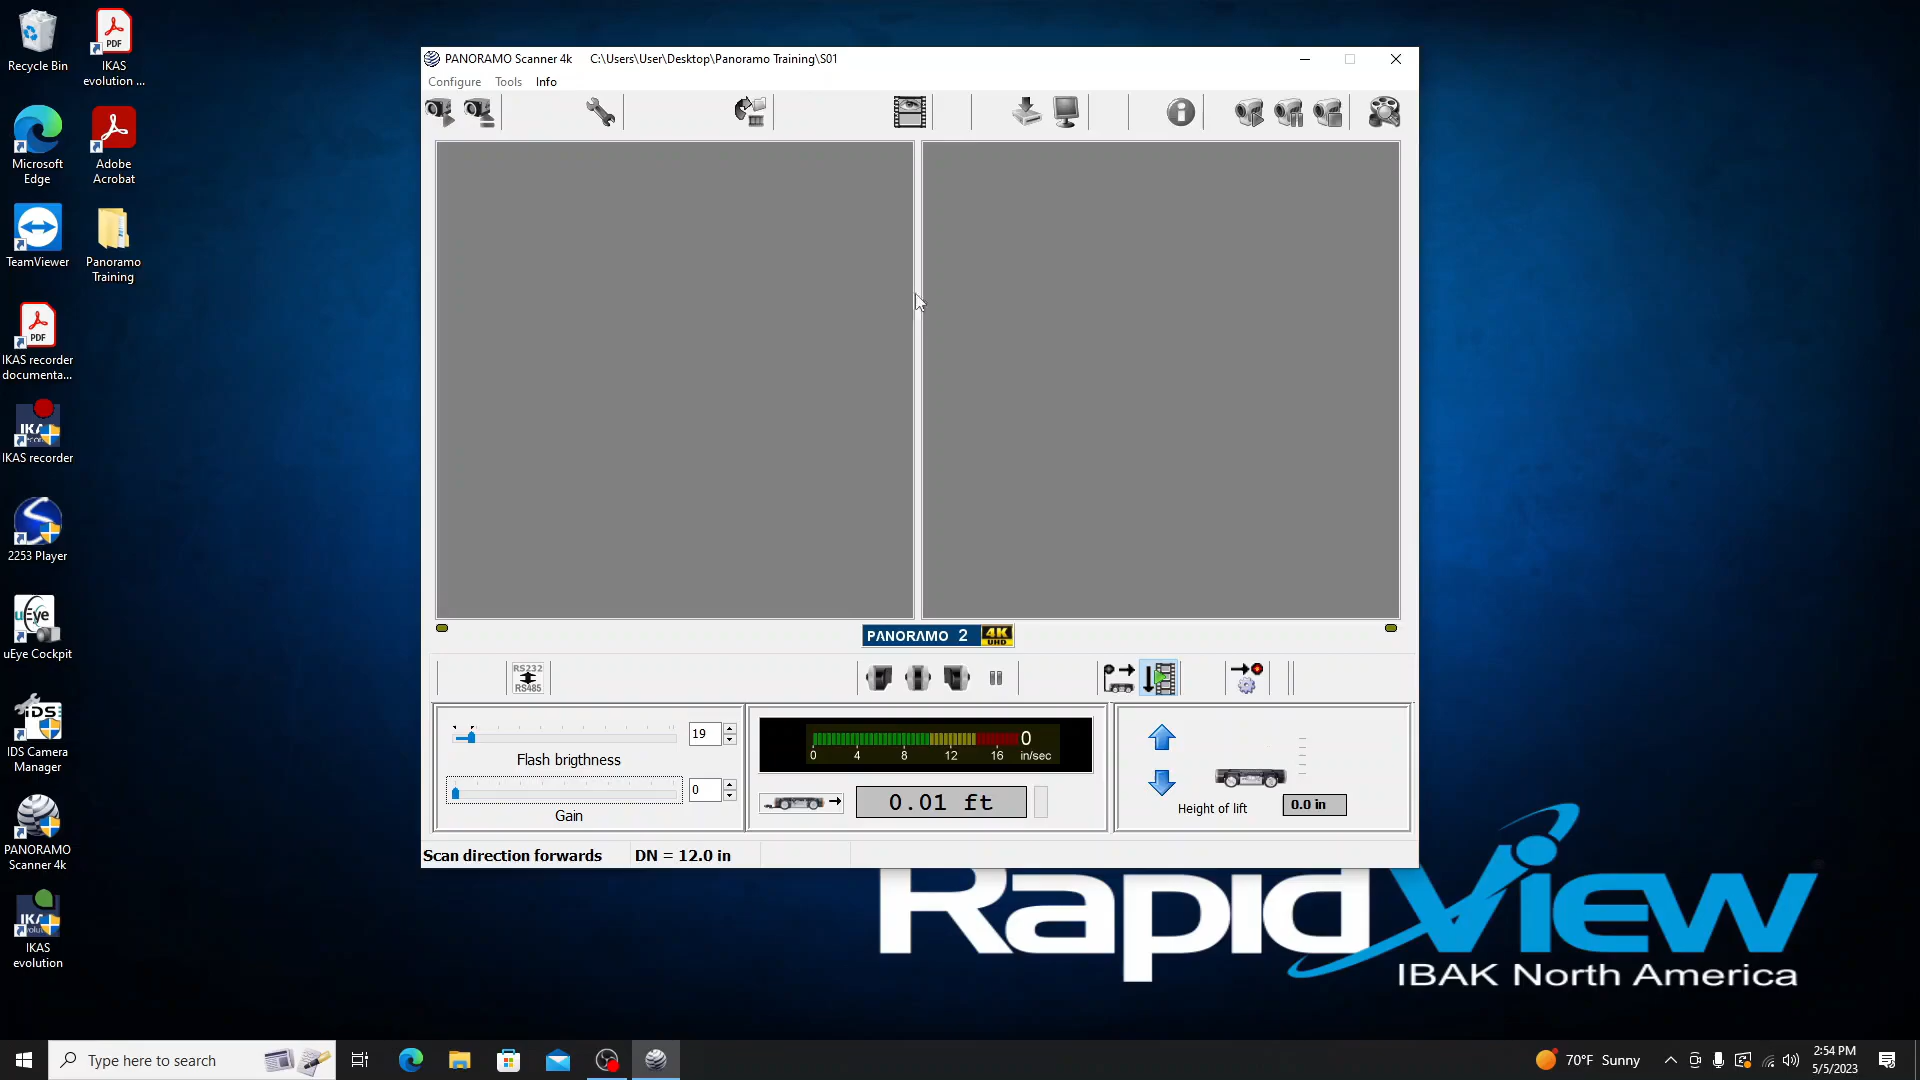 Recycle Bin
IKAS
evolution ...
Microsoft
Edge
Adobe
Acrobat
TeamViewer
Panoramo
Training
IKAS recorder
documenta...
IKAS recorder
2253 Player
uEye
uEye Cockpit
iDS
IDS Camera
Manager
PANORAMO
Scanner 4k
IKAS
evolution
PANORAMO Scanner 4k C:\Users\User\Desktop\Panoramo Training\S01
Configure Tools Info
PANORAMO 2 4K UHD
RS232
RS485
19
Flash brigthness
0
Gain
0
0 4 8 12 16 in/sec
0.01 ft
Height of lift 0.0 in
Scan direction forwards DN = 12.0 in
RapidView
IBAK North America
Type here to search
70°F Sunny
2:54 PM
5/5/2023